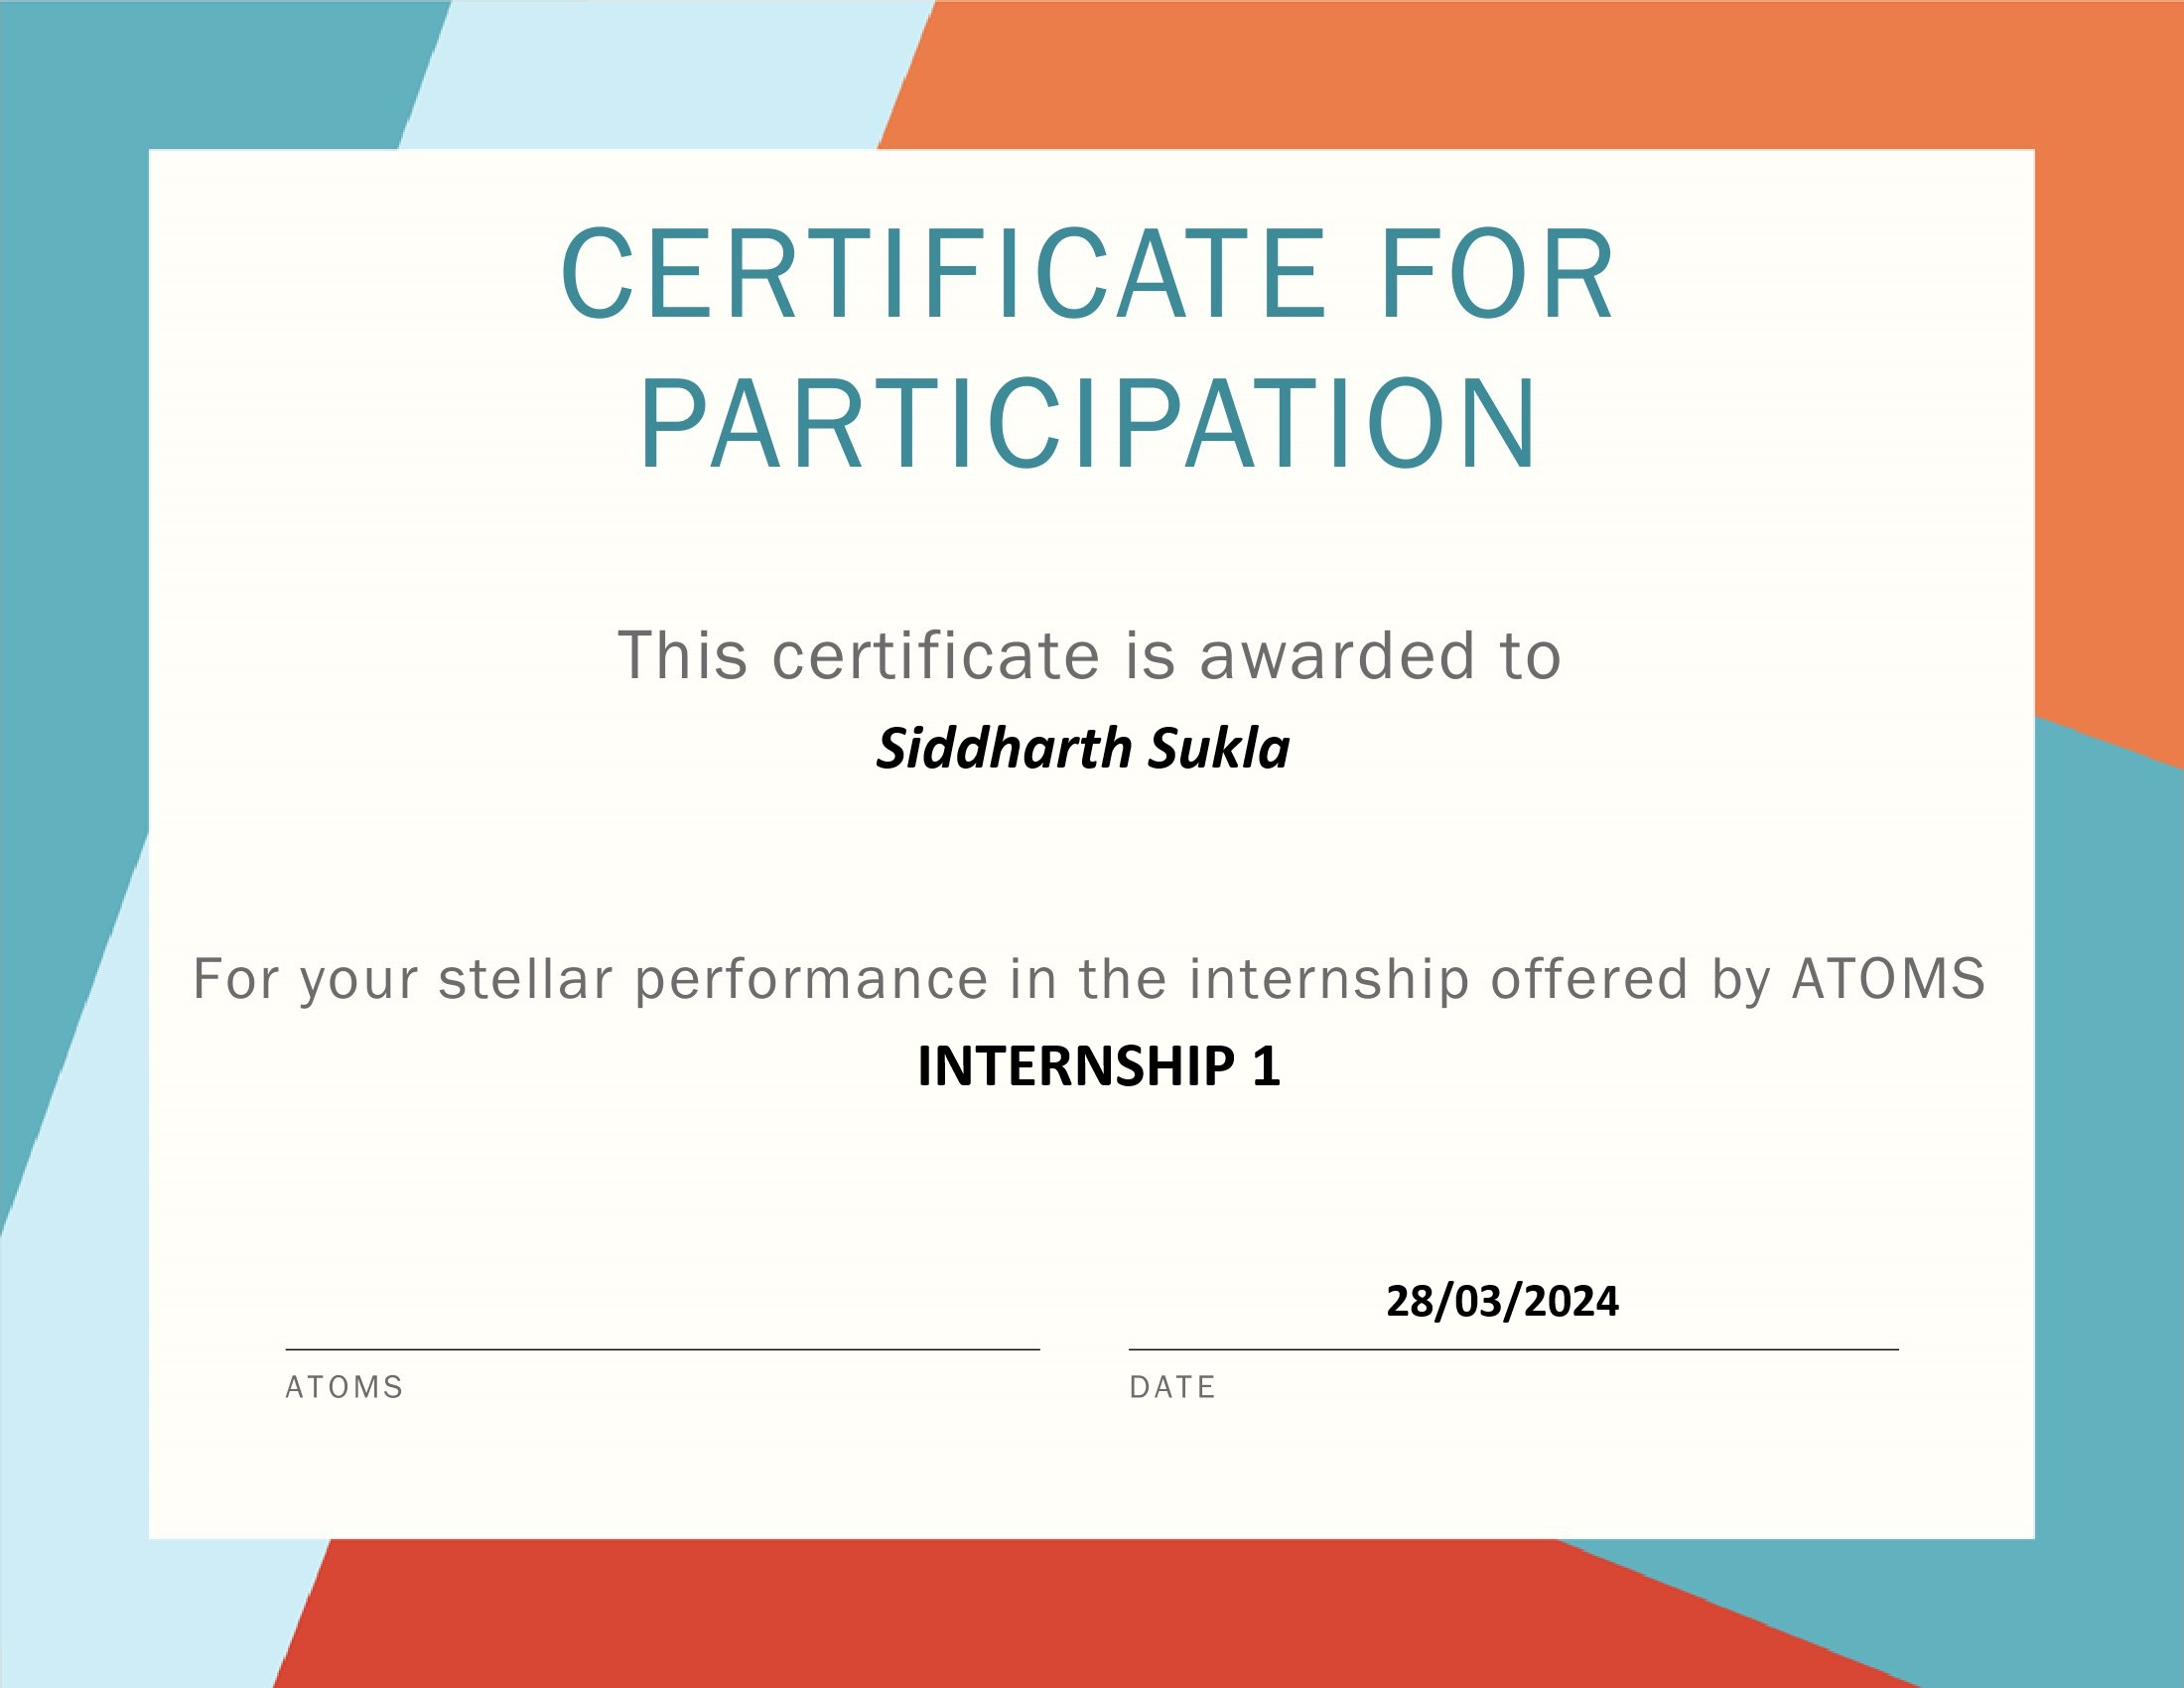 CERTIFICATE FOR
PARTICIPATION
This certificate is awarded to
Siddharth Sukla
For your stellar performance in the internship offered by ATOMS
INTERNSHIP 1
28/03/2024
ATOMS
DATE